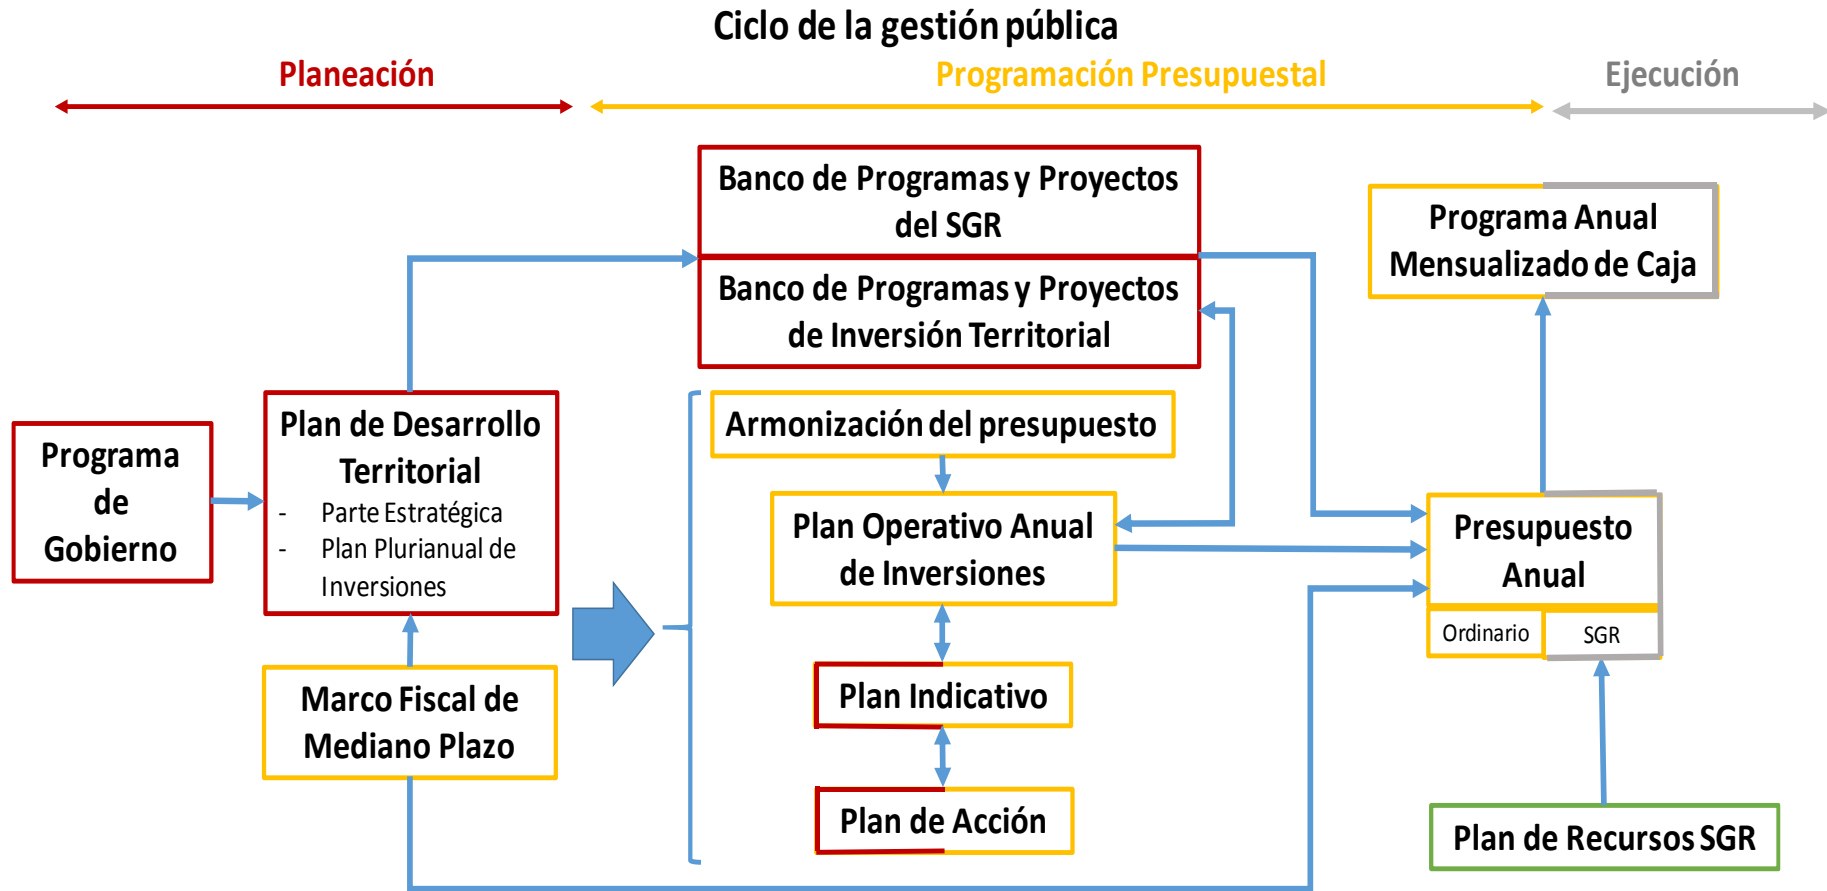 Ciclo de la gestión pública
Planeación
Programación Presupuestal
Ejecución
Banco de Programas y Proyectos
del SGR
Banco de Programas y Proyectos
de Inversión Territorial
Programa Anual
Mensualizado de Caja
Programa
de
Gobierno
Plan de Desarrollo
Territorial
- Parte Estratégica
- Plan Plurianual de
Inversiones
Marco Fiscal de
Mediano Plazo
Armonización del presupuesto
Plan Operativo Anual
de Inversiones
Plan Indicativo
Plan de Acción
Presupuesto
Anual
Ordinario
SGR
Plan de Recursos SGR